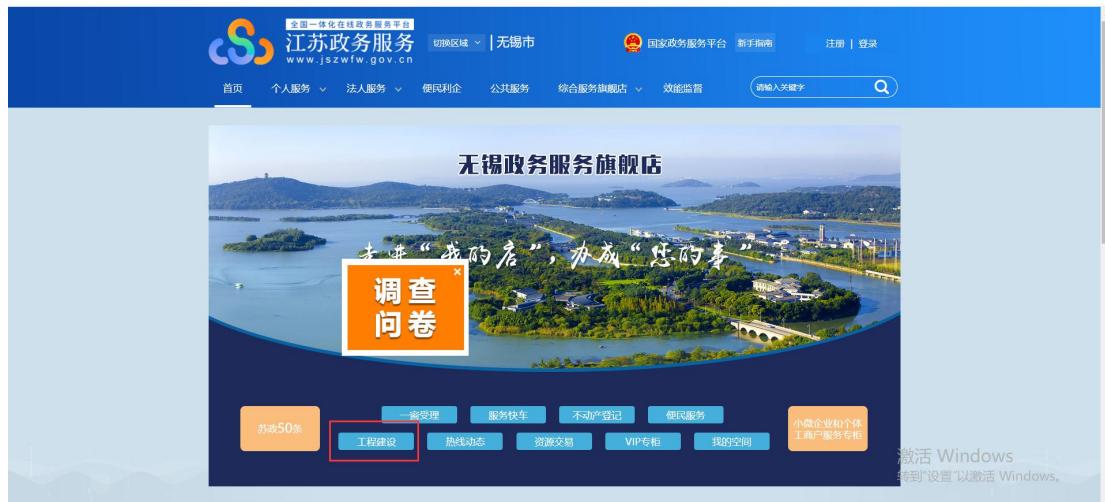 全国一体化在线政务服务平台
江苏政务服务
www.jszwfw.gov.cn
切换区域 | 无锡市
国家政务服务平台 新手指南 注册 | 登录
首页 个人服务 法人服务 便民利企 公共服务 综合服务旗舰店 效能监督 请输入关键字
无锡政务服务旗舰店
走进“我的店”，办成“您的事”
×
调查
问卷
苏政50条
一窗受理 服务快车 不动产登记 便民服务
工程建设 热线动态 资源交易 VIP专柜 我的空间
小微企业和个体
工商户服务专柜
激活 Windows
转到"设置"以激活 Windows。